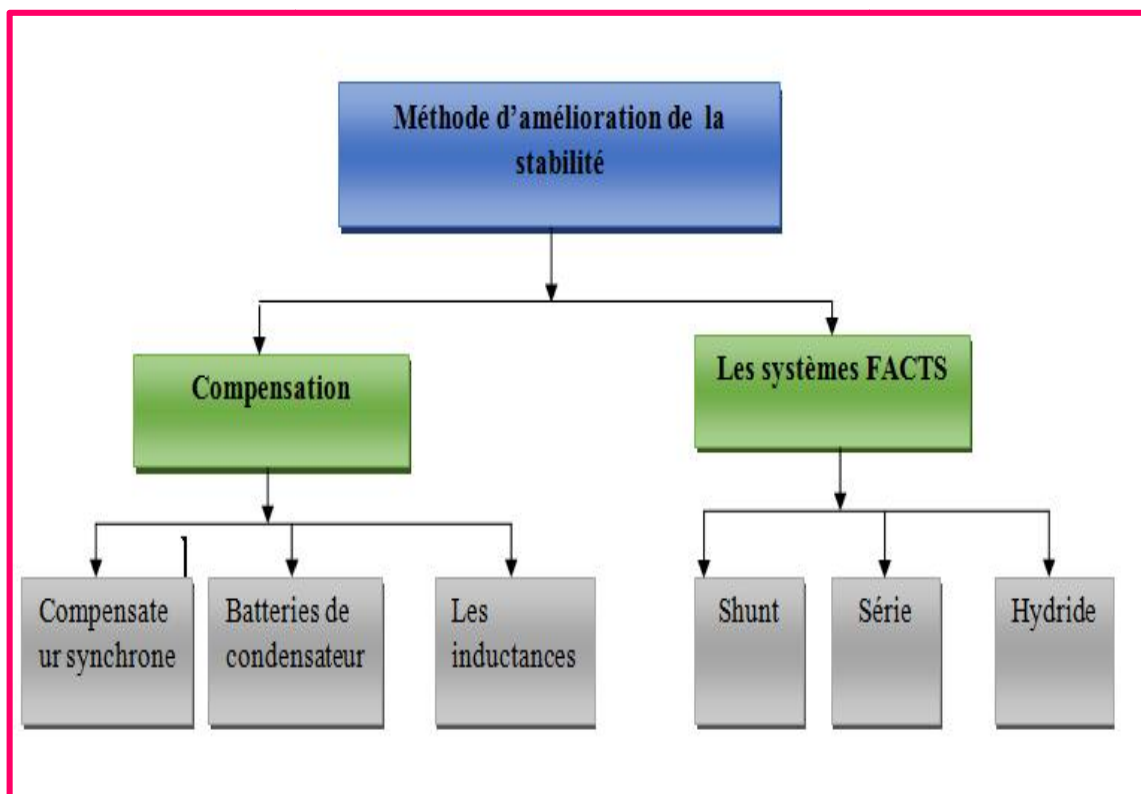 Méthode d'amélioration de la
stabilité
Compensation
Les systèmes FACTS
Compensate
ur synchrone
Batteries de
condensateur
Les
inductances
Shunt
Série
Hydride